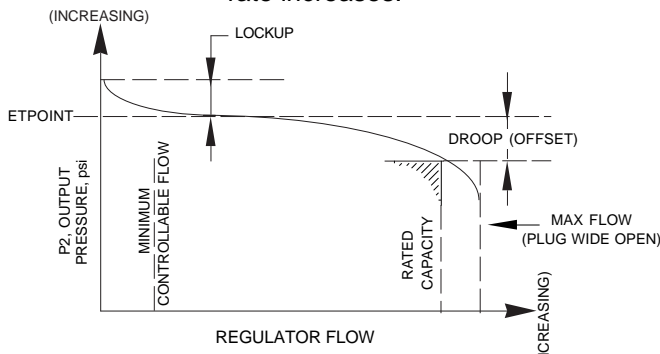 rate increases.
(INCREASING)
LOCKUP
ETPOINT
DROOP (OFFSET)
P2, OUTPUT
PRESSURE, psi
MINIMUM
CONTROLLABLE FLOW
RATED
CAPACITY
MAX FLOW
(PLUG WIDE OPEN)
REGULATOR FLOW
CREASING)